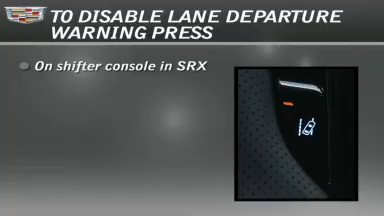 TO DISABLE LANE DEPARTURE
WARNING PRESS
On shifter console in SRX